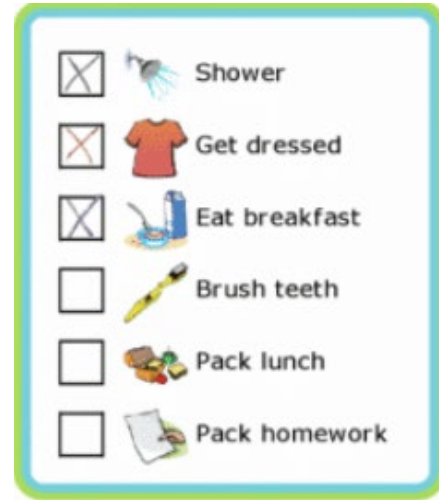 Shower
Get dressed
Eat breakfast
Brush teeth
Pack lunch
Pack homework